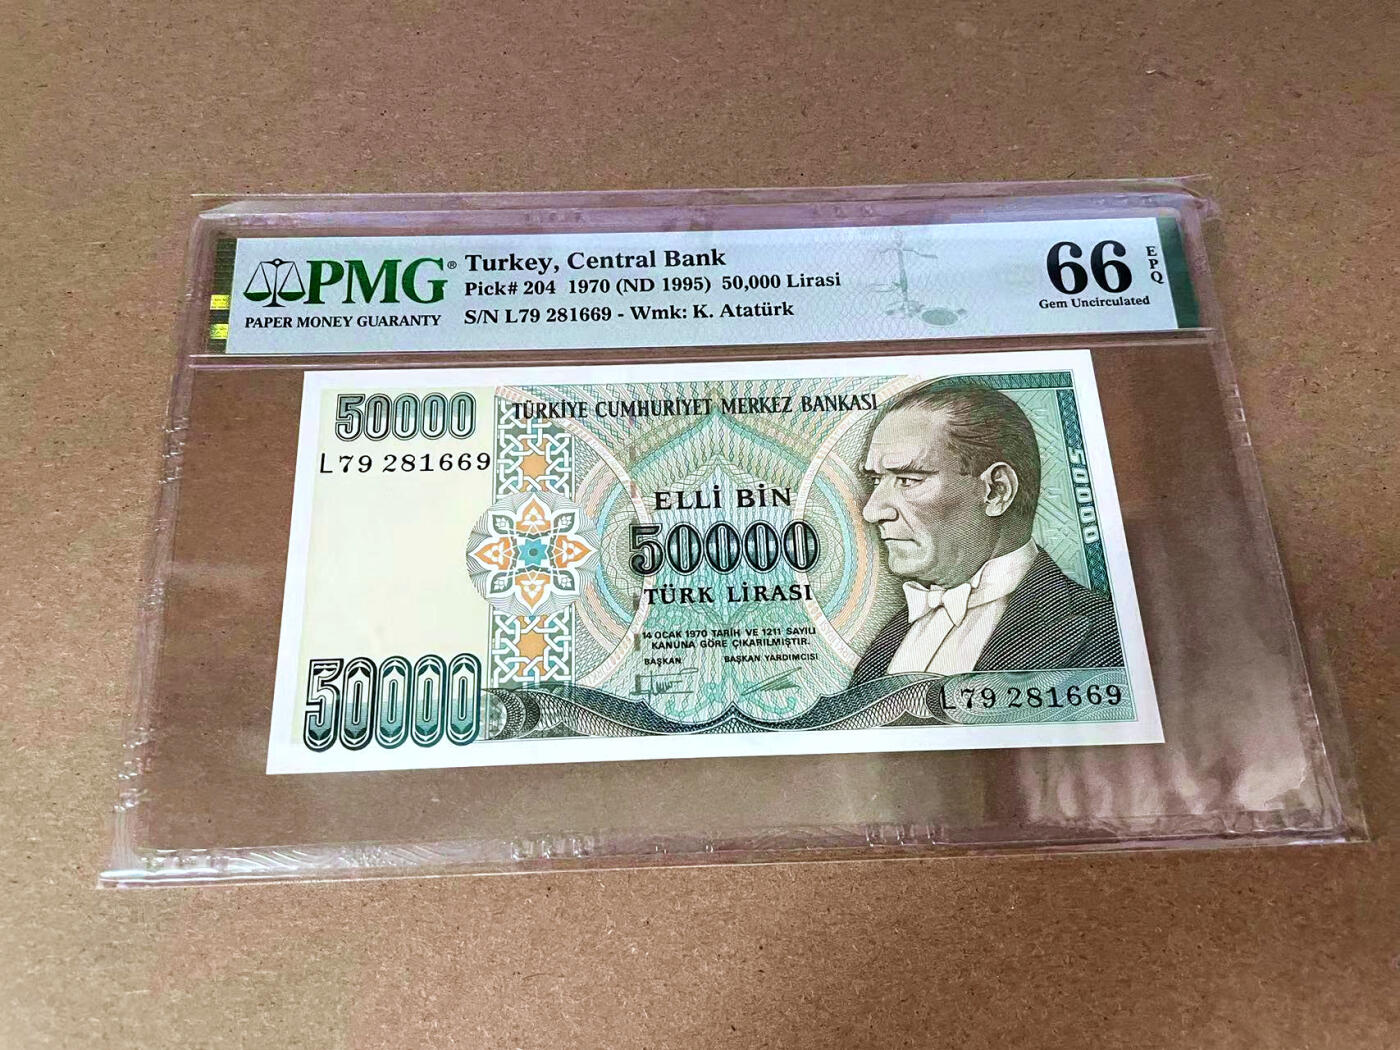 PMG®
PAPER MONEY GUARANTY
Turkey, Central Bank
Pick# 204 1970 (ND 1995) 50,000 Lirasi
S/N L79 281669 - Wmk: K. Atatürk
66
EPQ
Gem Uncirculated
50000
L79 281669
TÜRKİYE CUMHURİYET MERKEZ BANKASI
ELLİ BİN
50000
TÜRK LİRASI
14 OCAK 1970 TARİH VE 1211 SAYILI
KANUNA GÖRE ÇIKARILMIŞTIR.
BAŞKAN BAŞKAN YARDIMCISI
50000
50000
L79 281669